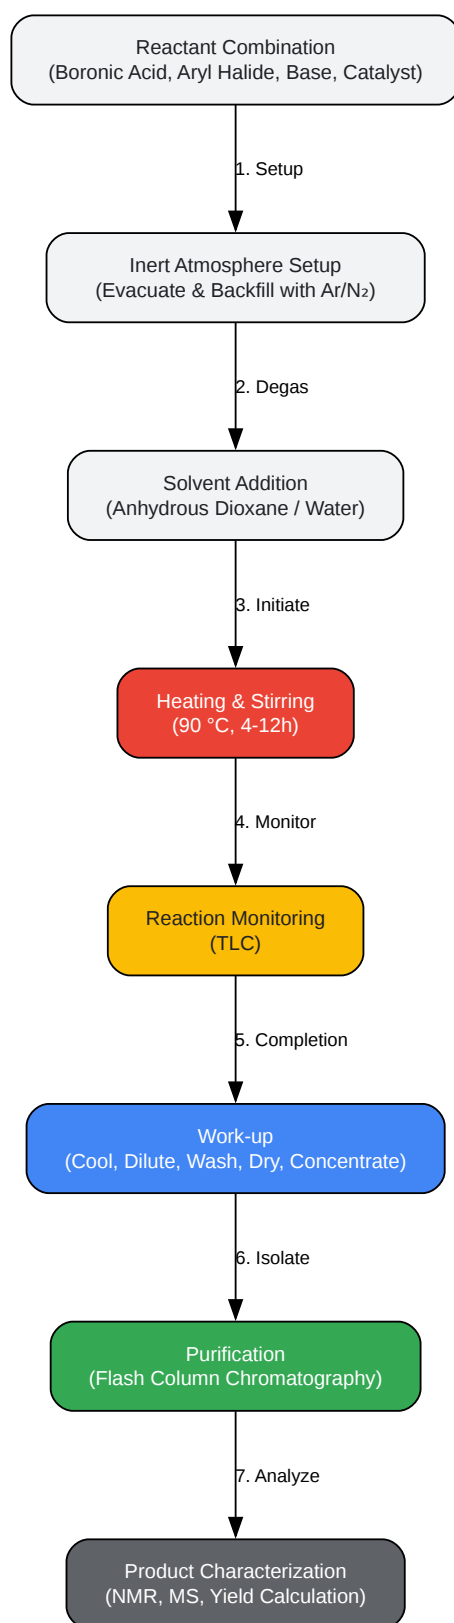 Reactant Combination
(Boronic Acid, Aryl Halide, Base, Catalyst)
1. Setup
Inert Atmosphere Setup
(Evacuate & Backfill with Ar/N₂)
2. Degas
Solvent Addition
(Anhydrous Dioxane / Water)
3. Initiate
Heating & Stirring
(90 °C, 4-12h)
4. Monitor
Reaction Monitoring
(TLC)
5. Completion
Work-up
(Cool, Dilute, Wash, Dry, Concentrate)
6. Isolate
Purification
(Flash Column Chromatography)
7. Analyze
Product Characterization
(NMR, MS, Yield Calculation)